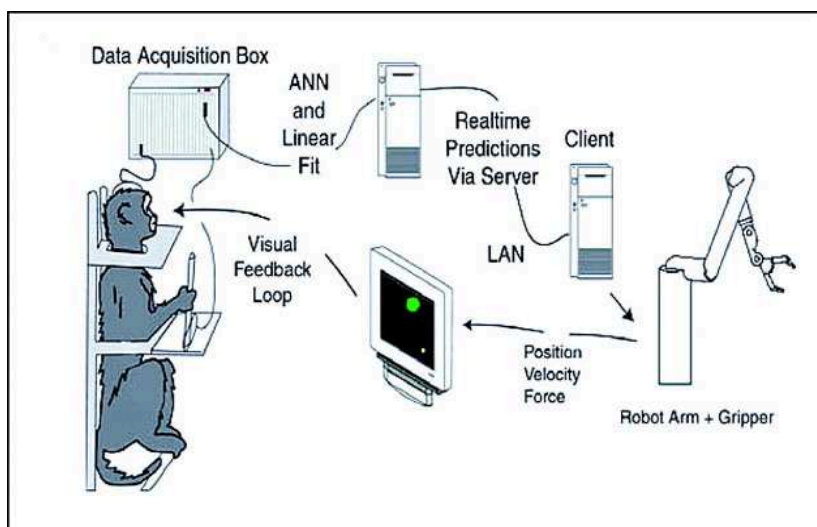 Data Acquisition Box
ANN
and
Linear
Fit
Realtime
Predictions
Via Server
Client
LAN
Visual
Feedback
Loop
Position
Velocity
Force
Robot Arm + Gripper